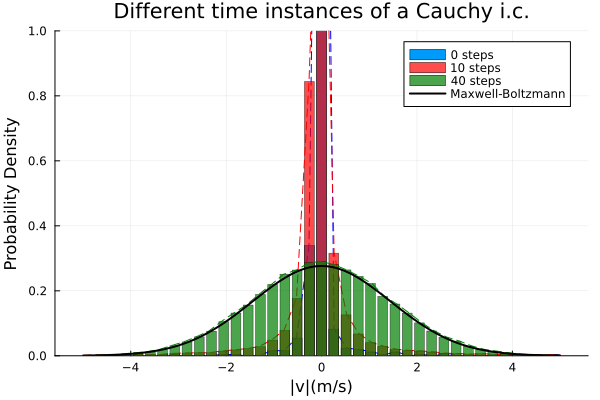 Different time instances of a Cauchy i.c.
1.0
0 steps
10 steps
40 steps
Maxwell-Boltzmann
0.8
0.6
0.4
0.2
0.0
Probability Density
−4
−2
0
2
4
|v|(m/s)